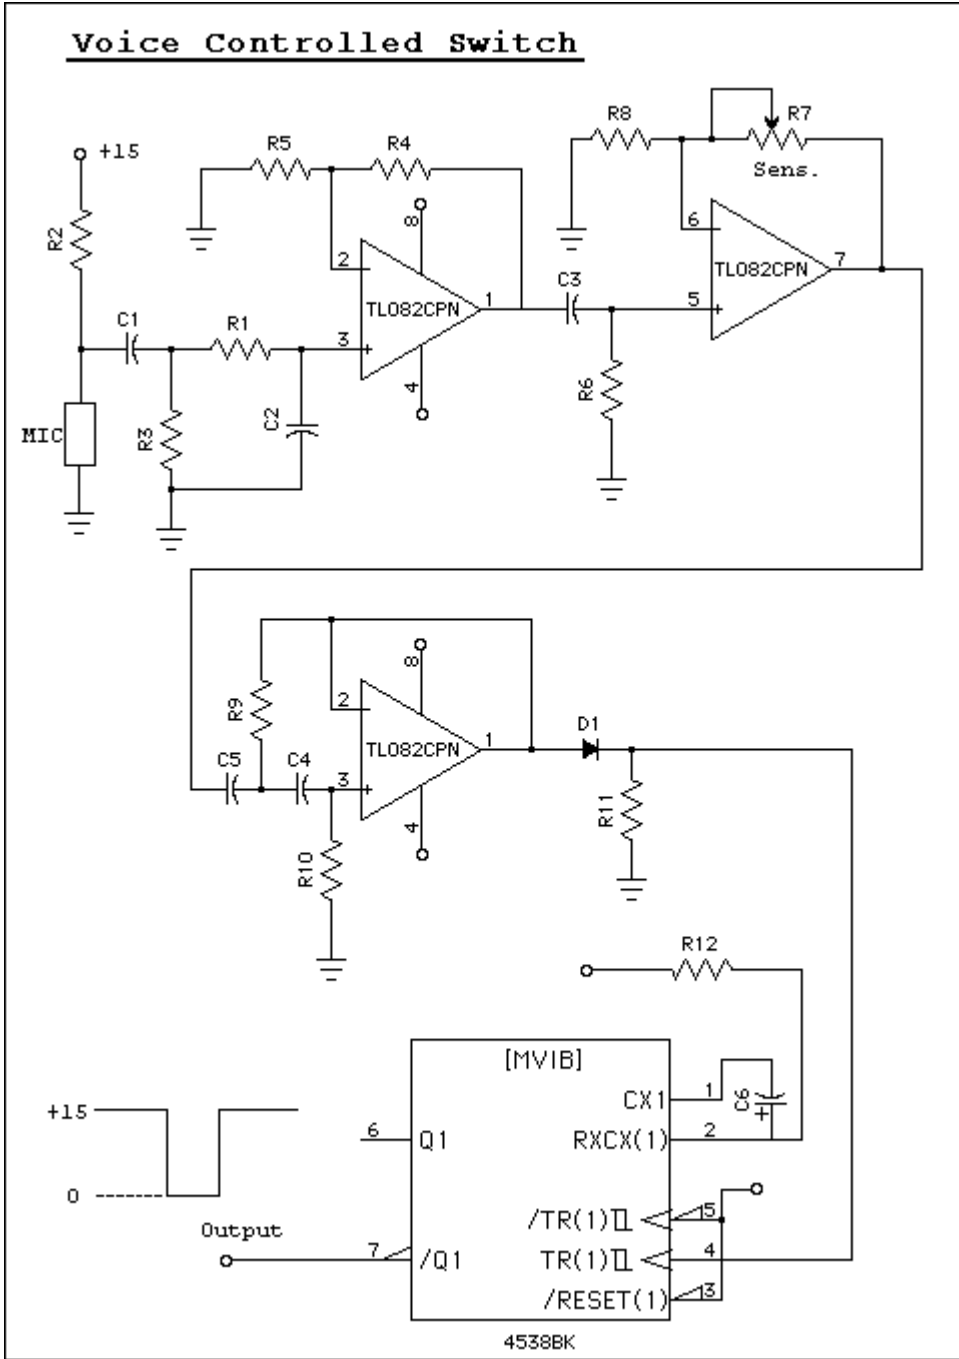 Voice Controlled Switch
+15
R2
C1
R1
R3
C2
MIC
R5
R4
8
2
TL082CPN
1
3
4
C3
R6
R8
R7
Sens.
6
TL082CPN
7
5
8
R9
2
TL082CPN
1
D1
C5
C4
3
4
R10
R11
R12
[MVIB]
CX1
1
C6
+
+15
6
Q1
RXCX(1)
2
0
/TR(1)
5
Output
7
/Q1
TR(1)
4
/RESET(1)
3
4538BK